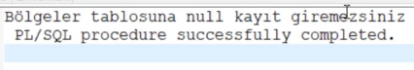 Bölgeler tablosuna null kayıt giremezsiniz
PL/SQL procedure successfully completed.